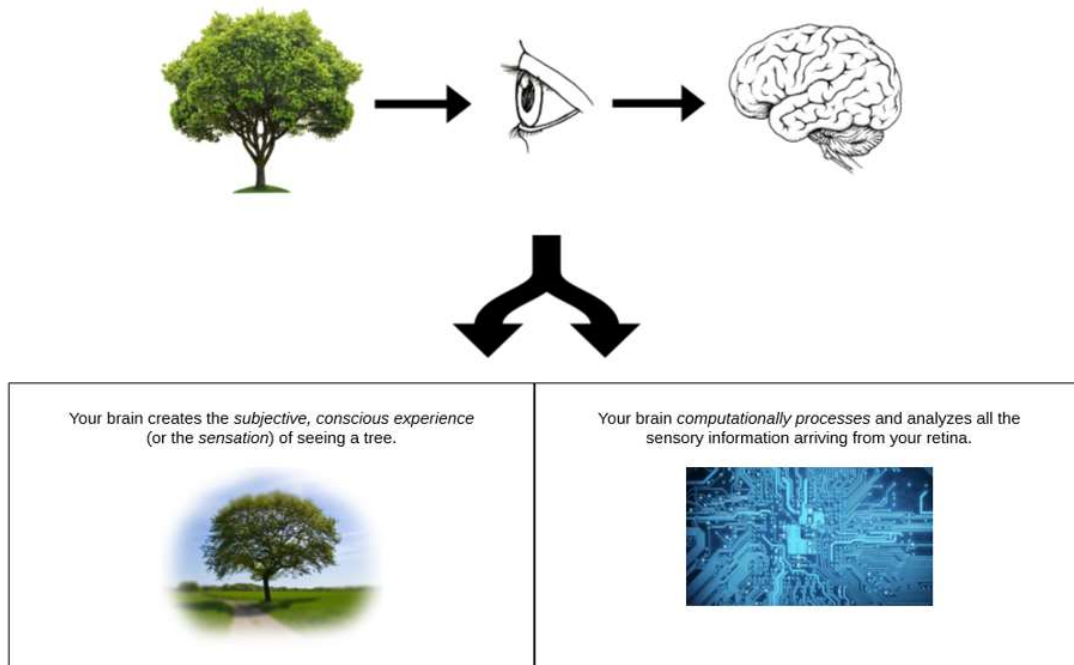 Your brain creates the subjective, conscious experience
(or the sensation) of seeing a tree.
Your brain computationally processes and analyzes all the
sensory information arriving from your retina.